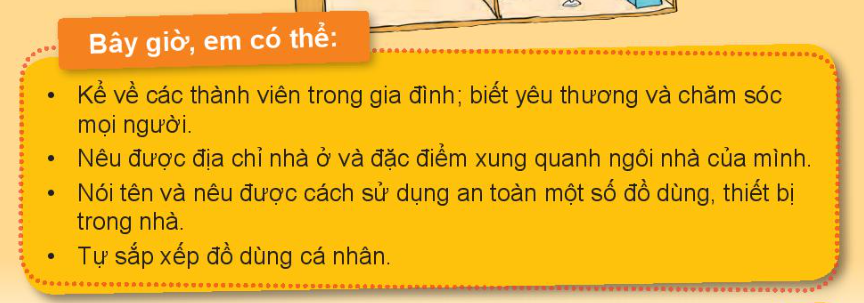 Bây giờ, em có thể:
• Kể về các thành viên trong gia đình; biết yêu thương và chăm sóc
mọi người.
• Nêu được địa chỉ nhà ở và đặc điểm xung quanh ngôi nhà của mình.
• Nói tên và nêu được cách sử dụng an toàn một số đồ dùng, thiết bị
trong nhà.
• Tự sắp xếp đồ dùng cá nhân.